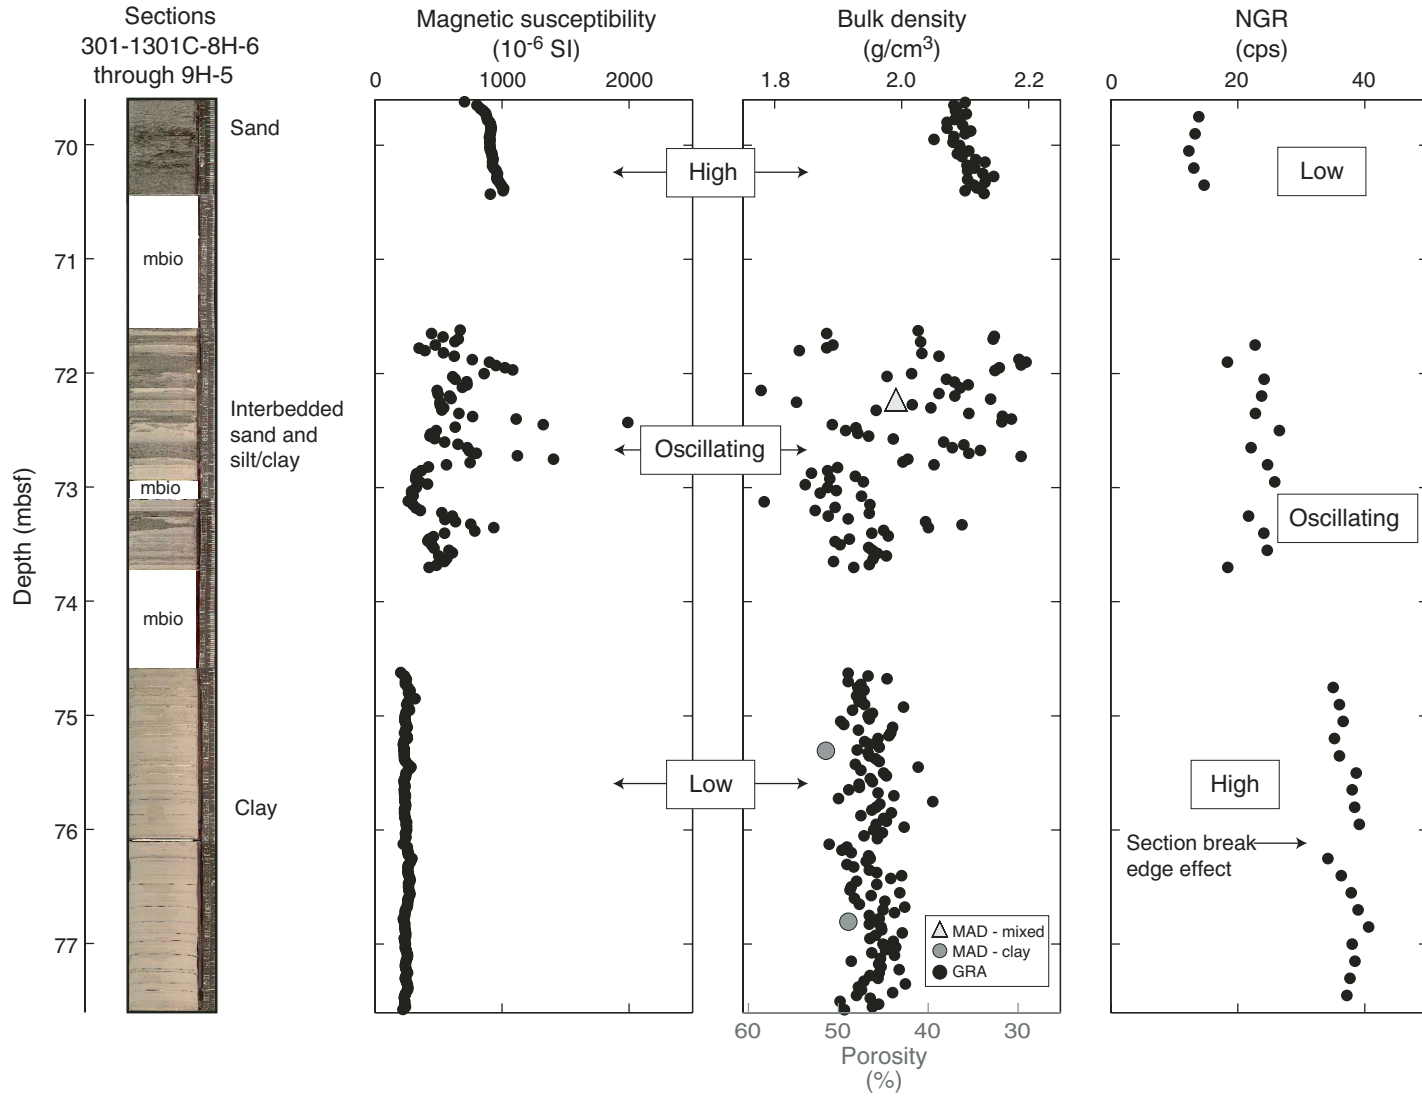 Sections
301-1301C-8H-6
through 9H-5
Magnetic susceptibility
(10-6 SI)
Bulk density
(g/cm3)
NGR
(cps)
0 1000 2000
1.8 2.0 2.2
0 20 40
Depth (mbsf)
70
71
72
73
74
75
76
77
Sand
mbio
Interbedded
sand and
silt/clay
mbio
mbio
Clay
High
Low
Oscillating
Oscillating
Low
High
Section break
edge effect
MAD - mixed
MAD - clay
GRA
60 50 40 30
Porosity
(%)